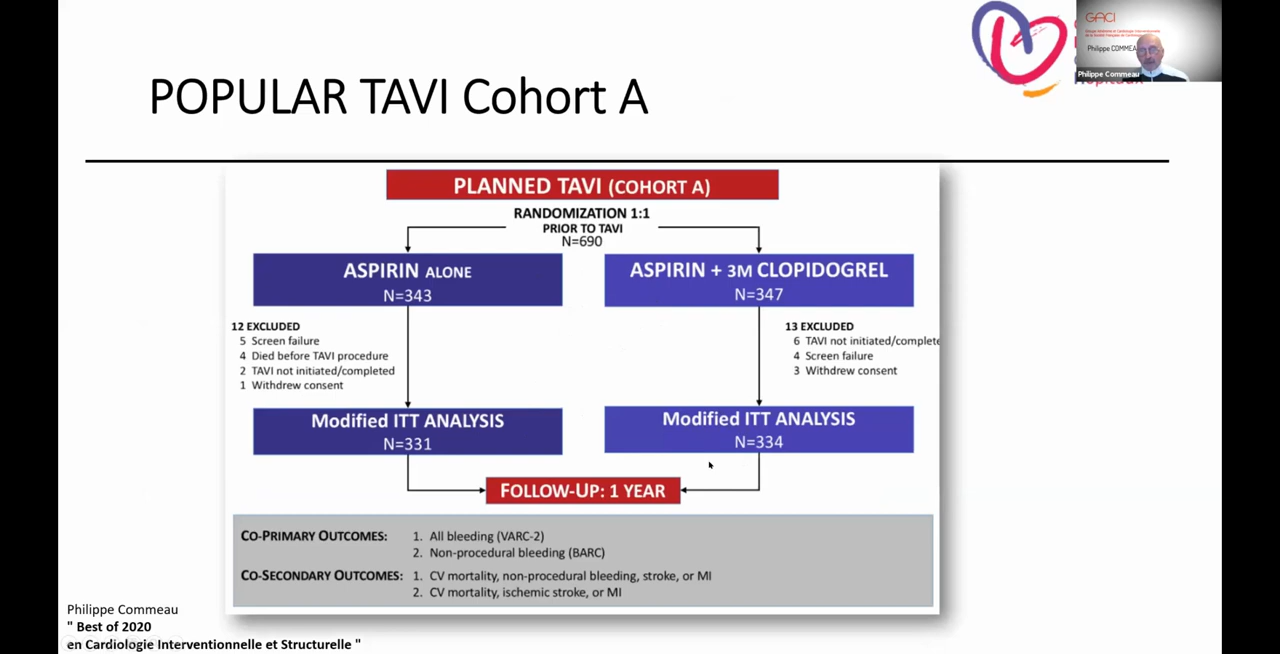 GACI
Philippe COMMEA
Philippe Commeau
POPULAR TAVI Cohort A
PLANNED TAVI (COHORT A)
RANDOMIZATION 1:1
PRIOR TO TAVI
N=690
ASPIRIN ALONE
N=343
ASPIRIN + 3M CLOPIDOGREL
N=347
12 EXCLUDED
5 Screen failure
4 Died before TAVI procedure
2 TAVI not initiated/completed
1 Withdrew consent
13 EXCLUDED
6 TAVI not initiated/complete
4 Screen failure
3 Withdrew consent
Modified ITT ANALYSIS
N=331
Modified ITT ANALYSIS
N=334
FOLLOW-UP: 1 YEAR
CO-PRIMARY OUTCOMES: 1. All bleeding (VARC-2)
2. Non-procedural bleeding (BARC)
CO-SECONDARY OUTCOMES: 1. CV mortality, non-procedural bleeding, stroke, or MI
2. CV mortality, ischemic stroke, or MI
Philippe Commeau
" Best of 2020
en Cardiologie Interventionnelle et Structurelle "